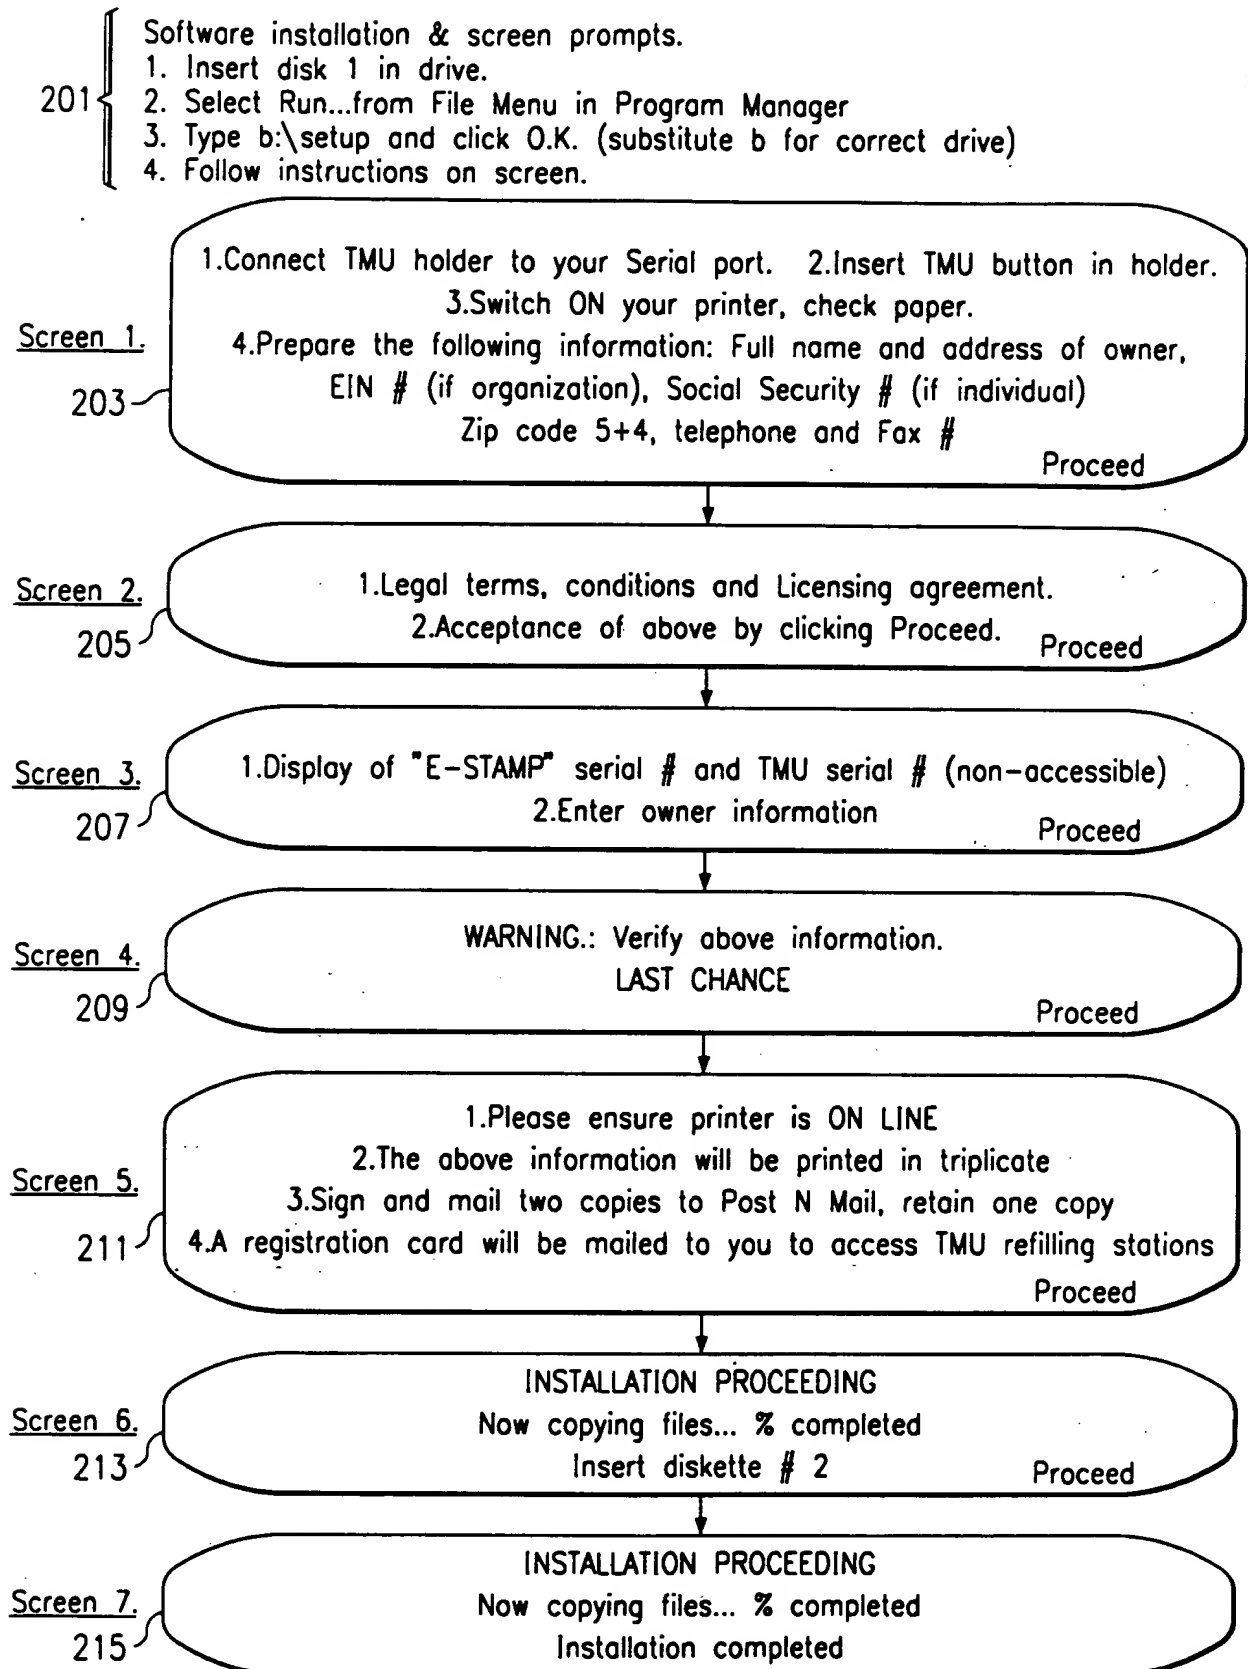 Software installation & screen prompts.
1. Insert disk 1 in drive.
201
2. Select Run...from File Menu in Program Manager
3. Type b:\setup and click O.K. (substitute b for correct drive)
4. Follow instructions on screen.
1.Connect TMU holder to your Serial port. 2.Insert TMU button in holder.
3.Switch ON your printer, check paper.
Screen 1.
4.Prepare the following information: Full name and address of owner,
203
EIN # (if organization), Social Security # (if individual)
Zip code 5+4, telephone and Fax #
Proceed
Screen 2.
1.Legal terms, conditions and Licensing agreement.
205
2.Acceptance of above by clicking Proceed.
Proceed
Screen 3.
1.Display of "E-STAMP" serial # and TMU serial # (non-accessible)
207
2.Enter owner information
Proceed
Screen 4.
WARNING.: Verify above information.
209
LAST CHANCE
Proceed
1.Please ensure printer is ON LINE
2.The above information will be printed in triplicate
Screen 5.
3.Sign and mail two copies to Post N Mail, retain one copy
211
4.A registration card will be mailed to you to access TMU refilling stations
Proceed
INSTALLATION PROCEEDING
Screen 6.
Now copying files... % completed
213
Insert diskette # 2
Proceed
INSTALLATION PROCEEDING
Screen 7.
Now copying files... % completed
215
Installation completed